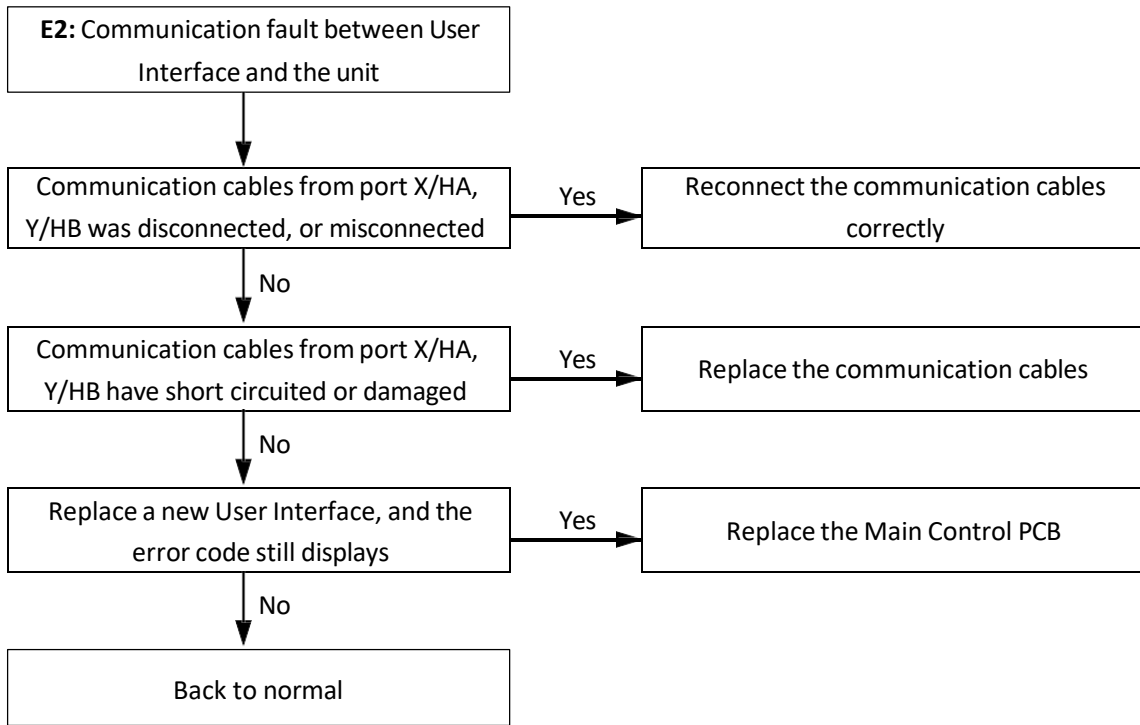 E2: Communication fault between User
Interface and the unit
Communication cables from port X/HA,
Y/HB was disconnected, or misconnected
Yes
Reconnect the communication cables
correctly
No
Communication cables from port X/HA,
Y/HB have short circuited or damaged
Yes
Replace the communication cables
No
Replace a new User Interface, and the
error code still displays
Yes
Replace the Main Control PCB
No
Back to normal